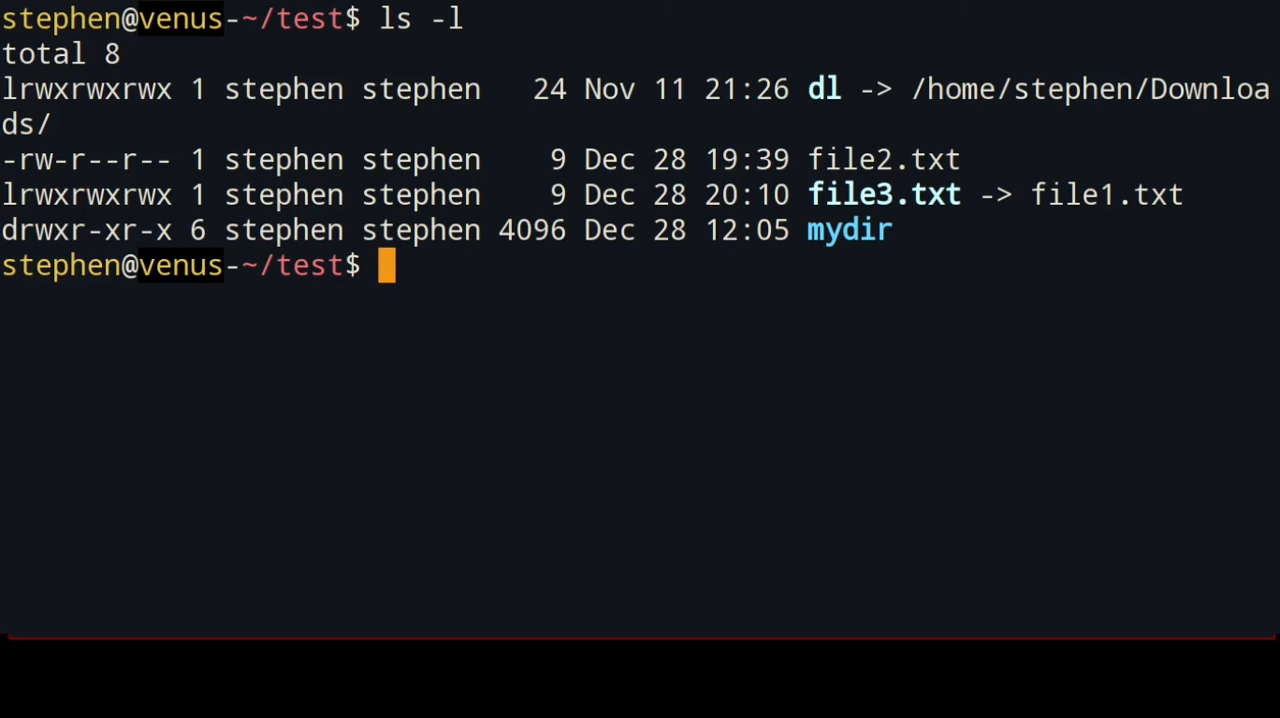 stephen@venus-~/test$ ls -l
total 8
lrwxrwxrwx 1 stephen stephen   24 Nov 11 21:26 dl -> /home/stephen/Downloa
ds/
-rw-r--r-- 1 stephen stephen    9 Dec 28 19:39 file2.txt
lrwxrwxrwx 1 stephen stephen    9 Dec 28 20:10 file3.txt -> file1.txt
drwxr-xr-x 6 stephen stephen 4096 Dec 28 12:05 mydir
stephen@venus-~/test$